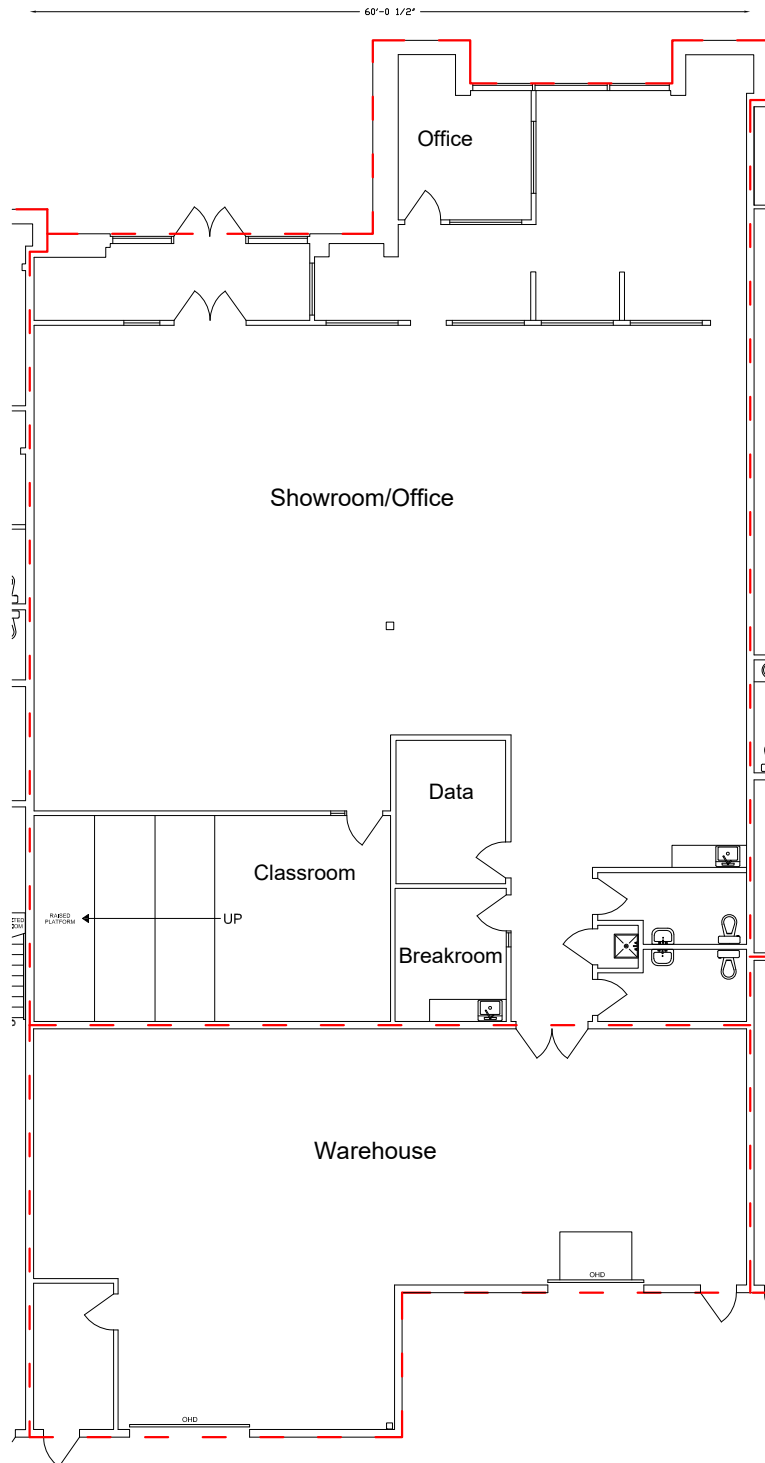 60'-0 1/2"
Office
Showroom/Office
Data
Classroom
RAISED
PLATFORM
UP
Breakroom
Warehouse
OHD
OHD